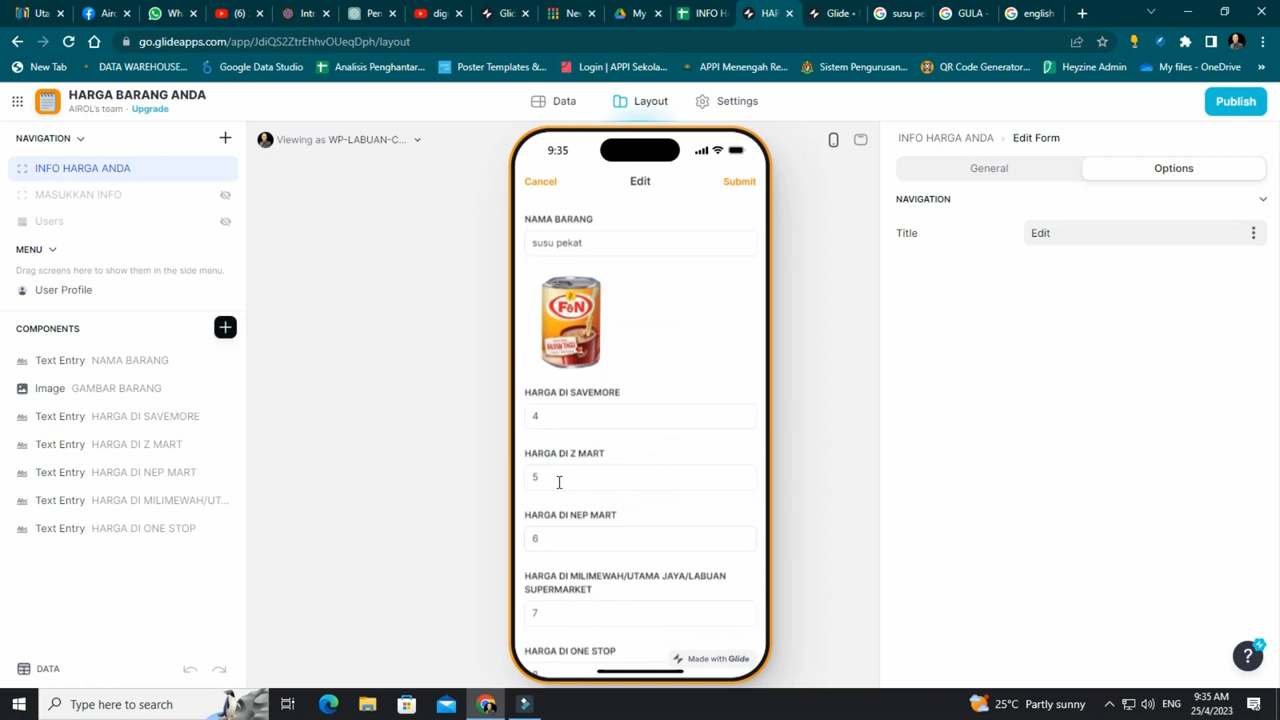 Uta
Airc
Wh
(6)
Intr
Per
dig
Glic
Nev
My
INFO H
HAR
Glide
susu pe
GULA -
english
go.glideapps.com/app/JdiQS2ZtrEhhvOUeqDph/layout
New Tab
DATA WAREHOUSE...
Google Data Studio
Analisis Penghantar...
Poster Templates &...
Login | APPI Sekola...
APPI Menengah Re...
Sistem Pengurusan...
QR Code Generator...
Heyzine Admin
My files - OneDrive
»
HARGA BARANG ANDA
AIROL's team · Upgrade
Data
Layout
Settings
Publish
NAVIGATION
INFO HARGA ANDA
MASUKKAN INFO
Users
MENU
Drag screens here to show them in the side menu.
User Profile
COMPONENTS
Text Entry NAMA BARANG
Image GAMBAR BARANG
Text Entry HARGA DI SAVEMORE
Text Entry HARGA DI Z MART
Text Entry HARGA DI NEP MART
Text Entry HARGA DI MILIMEWAH/UT...
Text Entry HARGA DI ONE STOP
DATA
Viewing as WP-LABUAN-C...
9:35
Cancel
Edit
Submit
NAMA BARANG
susu pekat
F&N
HARGA DI SAVEMORE
4
HARGA DI Z MART
5
HARGA DI NEP MART
6
HARGA DI MILIMEWAH/UTAMA JAYA/LABUAN
SUPERMARKET
7
HARGA DI ONE STOP
Made with Glide
INFO HARGA ANDA
Edit Form
General
Options
NAVIGATION
Title
Edit
?
Type here to search
25°C Partly sunny
ENG
9:35 AM
25/4/2023